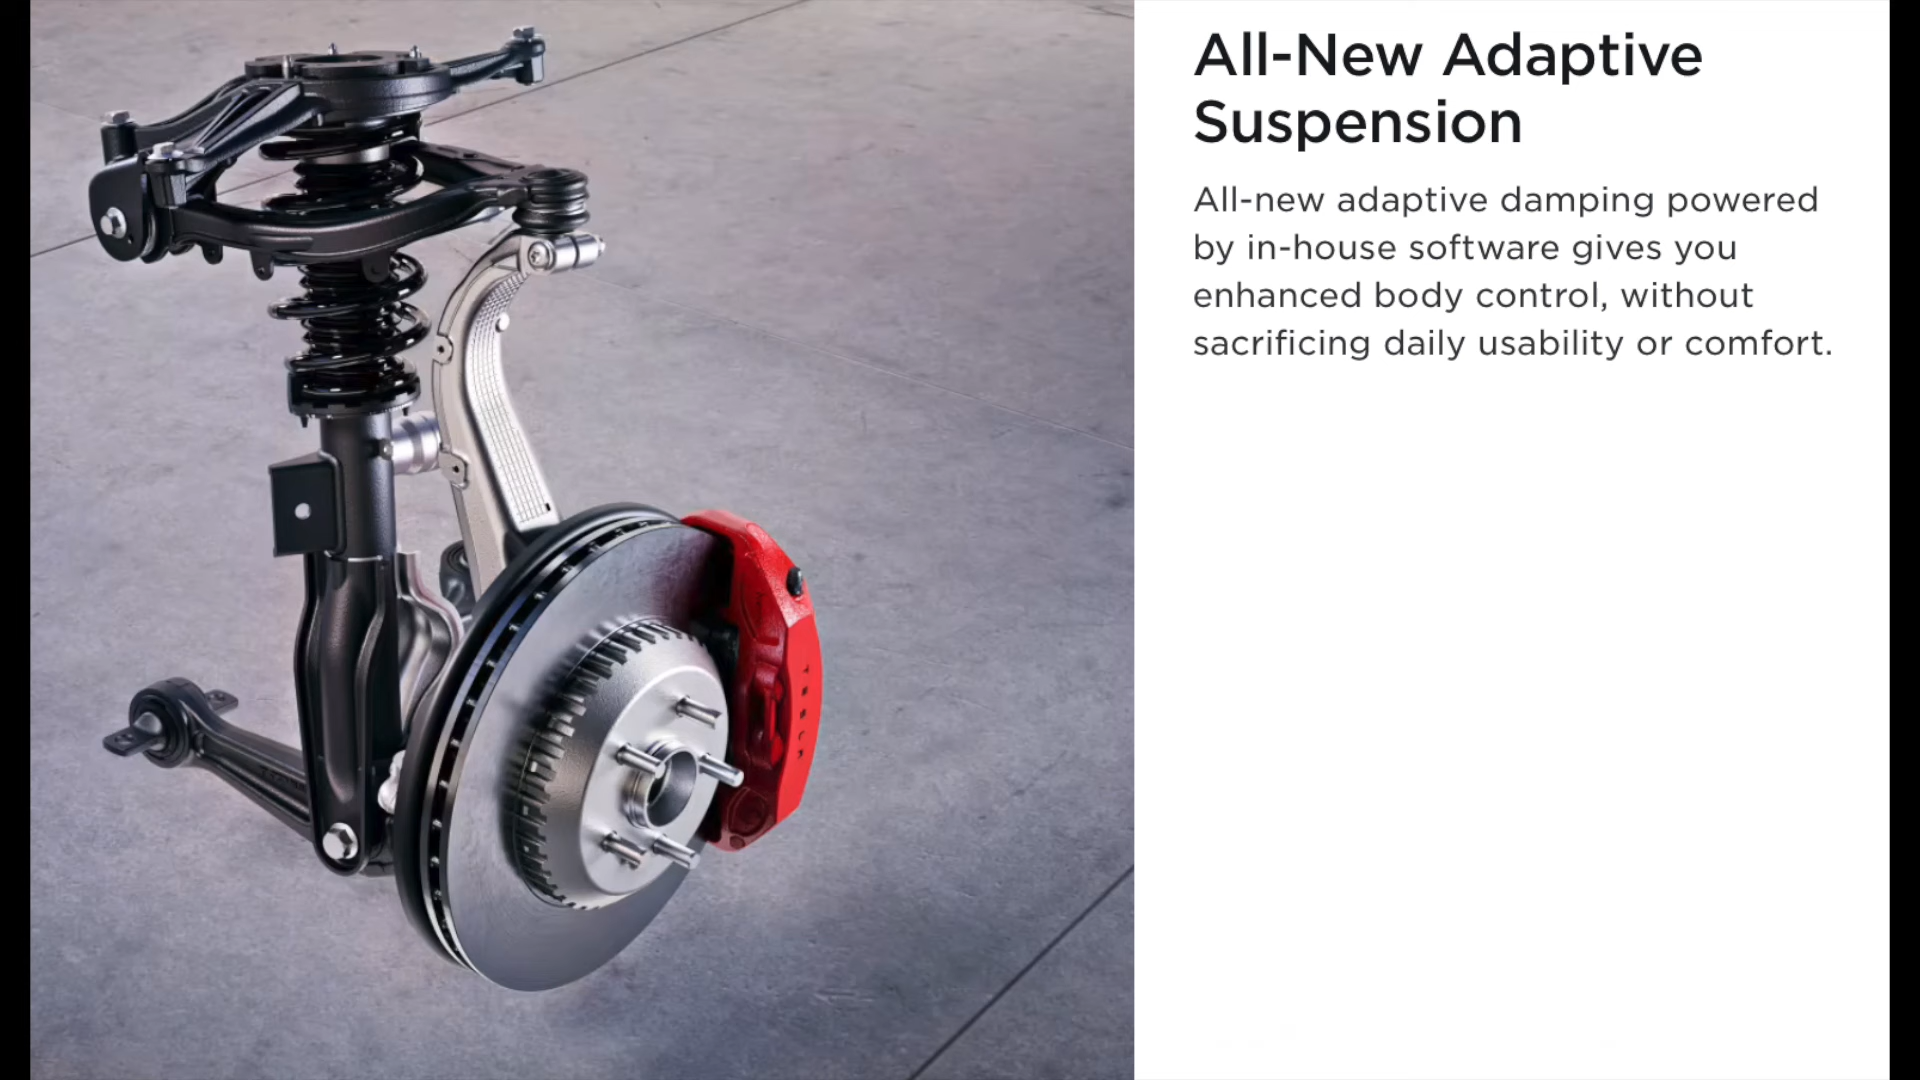 All-New Adaptive
Suspension
All-new adaptive damping powered
by in-house software gives you
enhanced body control, without
sacrificing daily usability or comfort.
TESLA